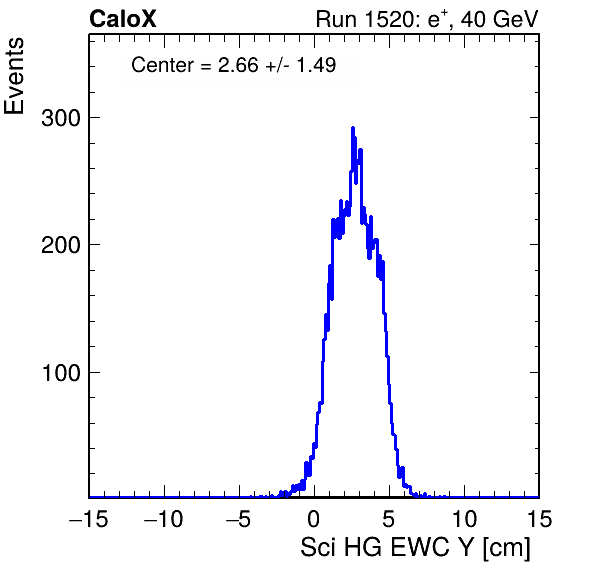 CaloX
Run 1520: e⁺, 40 GeV
Events
Center = 2.66 +/- 1.49
300
200
100
−15 −10 −5 0 5 10 15
Sci HG EWC Y [cm]